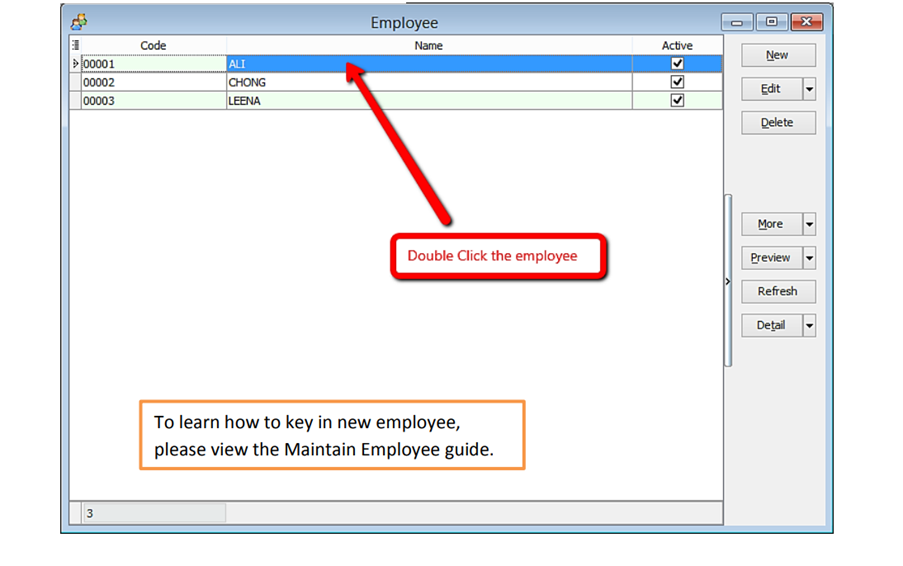 Employee
Code Name Active
00001 ALI
00002 CHONG
00003 LEENA
New
Edit
Delete
More
Preview
Refresh
Detail
Double Click the employee
To learn how to key in new employee,
please view the Maintain Employee guide.
3